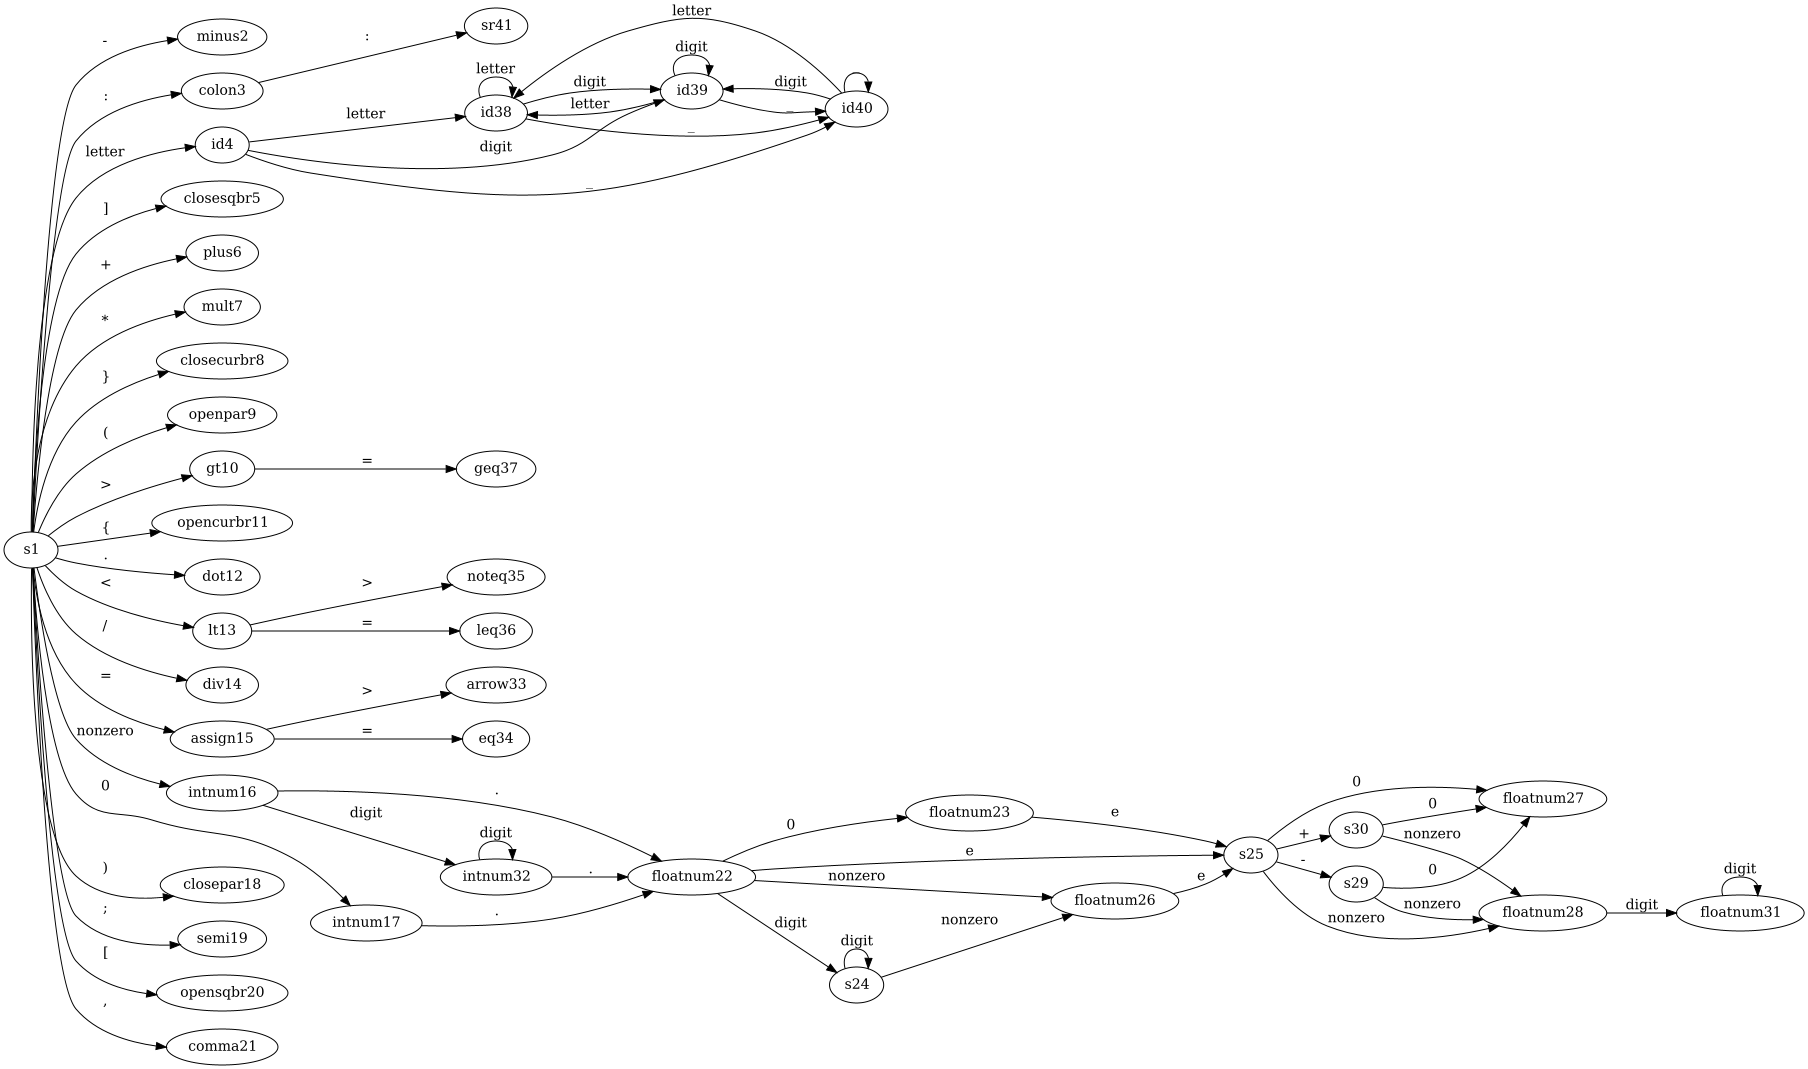 s1
-
minus2
:
colon3
:
sr41
letter
id4
letter
id38
letter
digit
letter
digit
id39
digit
letter
digit
_
id40
_
_
]
closesqbr5
+
plus6
*
mult7
}
closecurbr8
(
openpar9
>
gt10
=
geq37
{
opencurbr11
.
dot12
<
lt13
>
noteq35
=
leq36
/
div14
=
assign15
>
arrow33
=
eq34
nonzero
intnum16
.
digit
intnum32
digit
.
0
intnum17
.
floatnum22
0
floatnum23
e
e
nonzero
floatnum26
e
digit
s24
digit
nonzero
s25
0
+
s30
0
nonzero
-
s29
0
nonzero
nonzero
floatnum27
floatnum28
digit
floatnum31
digit
)
closepar18
;
semi19
[
opensqbr20
,
comma21